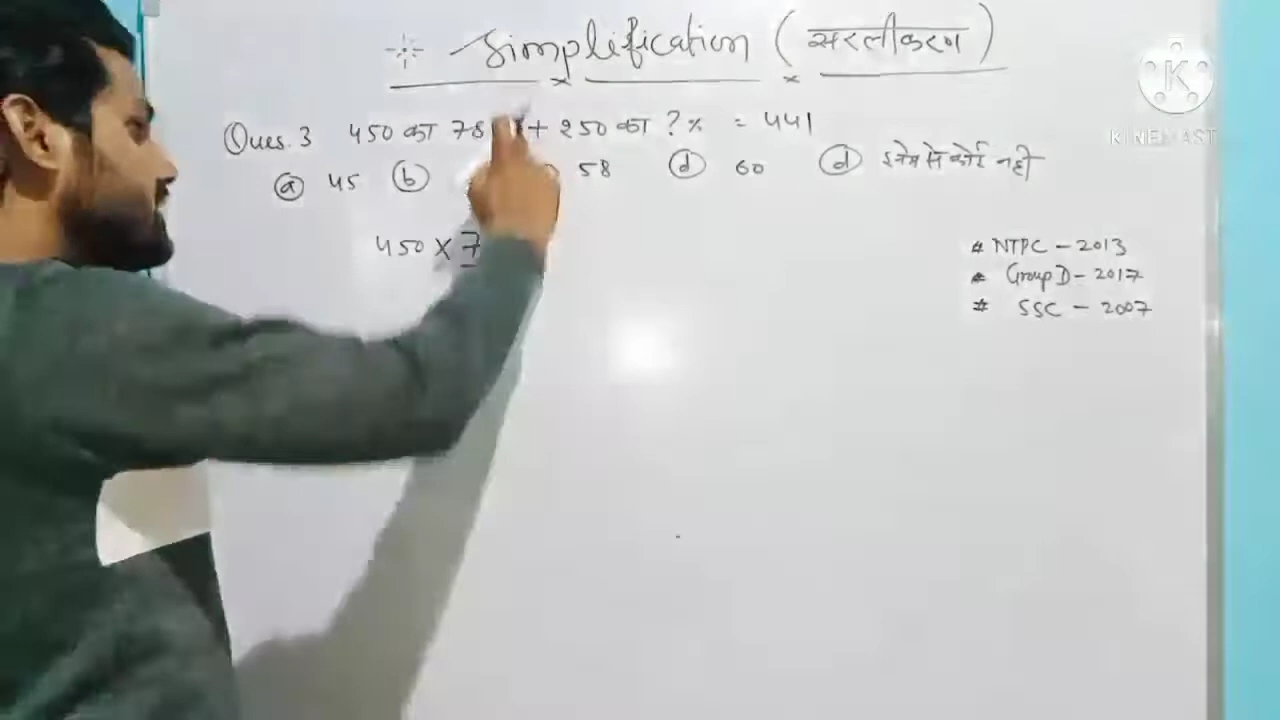 Simplification (सरलीकरण)
Ques. 3 450 का 78 + 250 का ? % = 441
(a) 45 (b) 58 (d) 60 (d) इनमे से कोई नही
450 × 7
# NTPC - 2013
* Group D - 2017
# SSC - 2007
K
KINEMAST